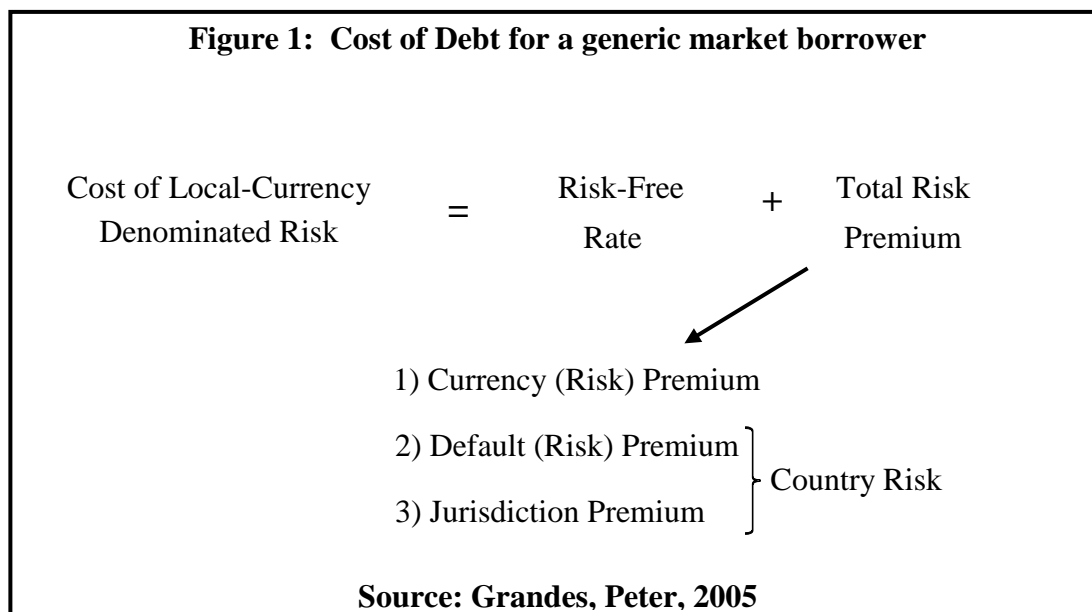 Figure 1: Cost of Debt for a generic market borrower
Cost of Local-Currency
Denominated Risk
=
Risk-Free
Rate
+
Total Risk
Premium
1) Currency (Risk) Premium
2) Default (Risk) Premium
3) Jurisdiction Premium
Country Risk
Source: Grandes, Peter, 2005